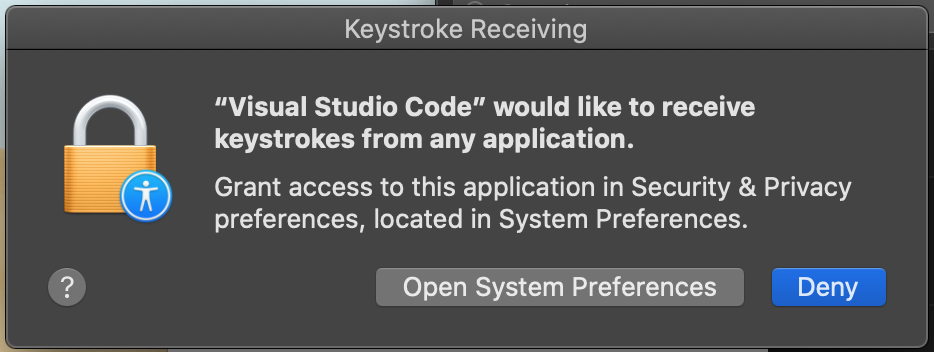 Keystroke Receiving
“Visual Studio Code” would like to receive
keystrokes from any application.
Grant access to this application in Security & Privacy
preferences, located in System Preferences.
?
Open System Preferences
Deny